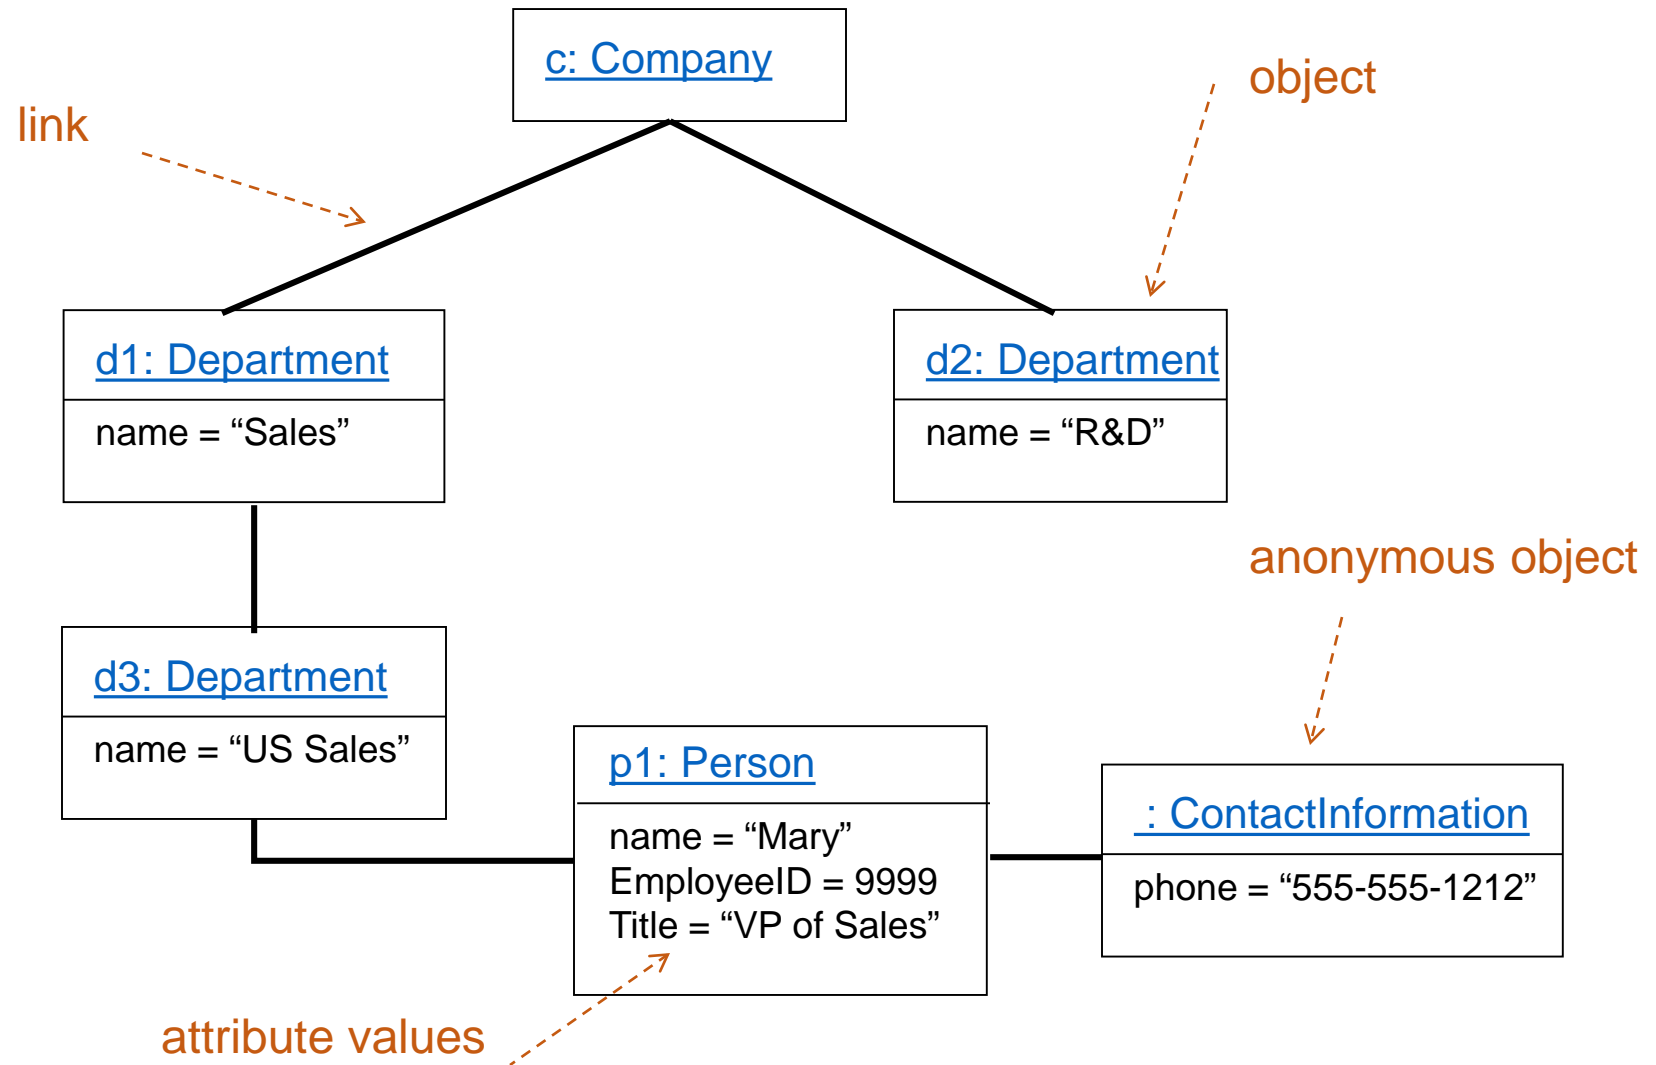 c: Company
object
link
d1: Department
name = “Sales”
d2: Department
name = “R&D”
anonymous object
d3: Department
name = “US Sales”
p1: Person
name = “Mary”
EmployeeID = 9999
Title = “VP of Sales”
: ContactInformation
phone = “555-555-1212”
attribute values